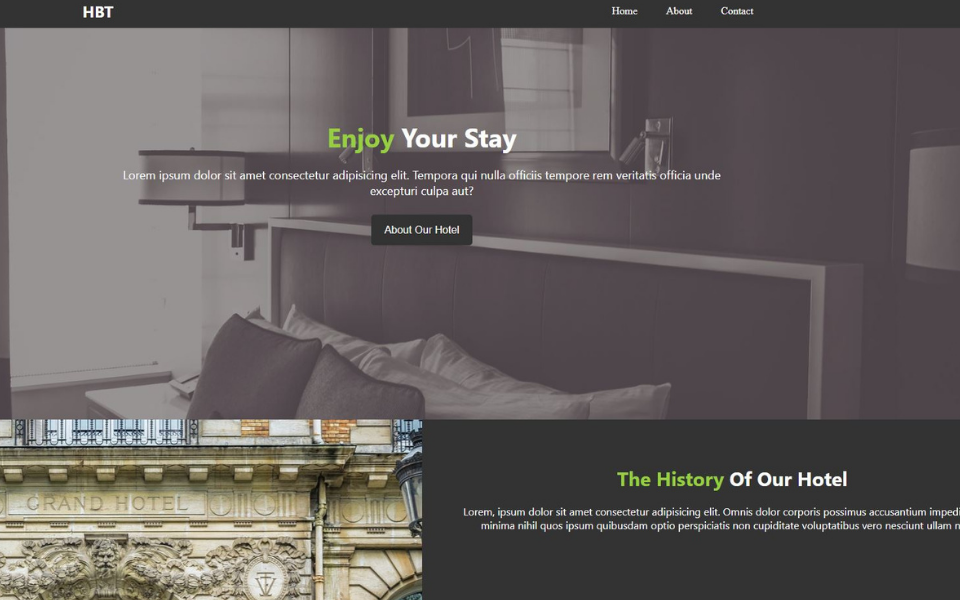 HBT
Home About Contact
Enjoy Your Stay
Lorem ipsum dolor sit amet consectetur adipisicing elit. Tempora qui nulla officiis tempore rem veritatis officia unde
excepturi culpa aut?
About Our Hotel
GRAND HOTEL
The History Of Our Hotel
Lorem, ipsum dolor sit amet consectetur adipisicing elit. Omnis dolor corporis possimus accusantium impedi
minima nihil quos ipsum quibusdam optio perspiciatis non cupiditate voluptatibus vero nesciunt ullam n